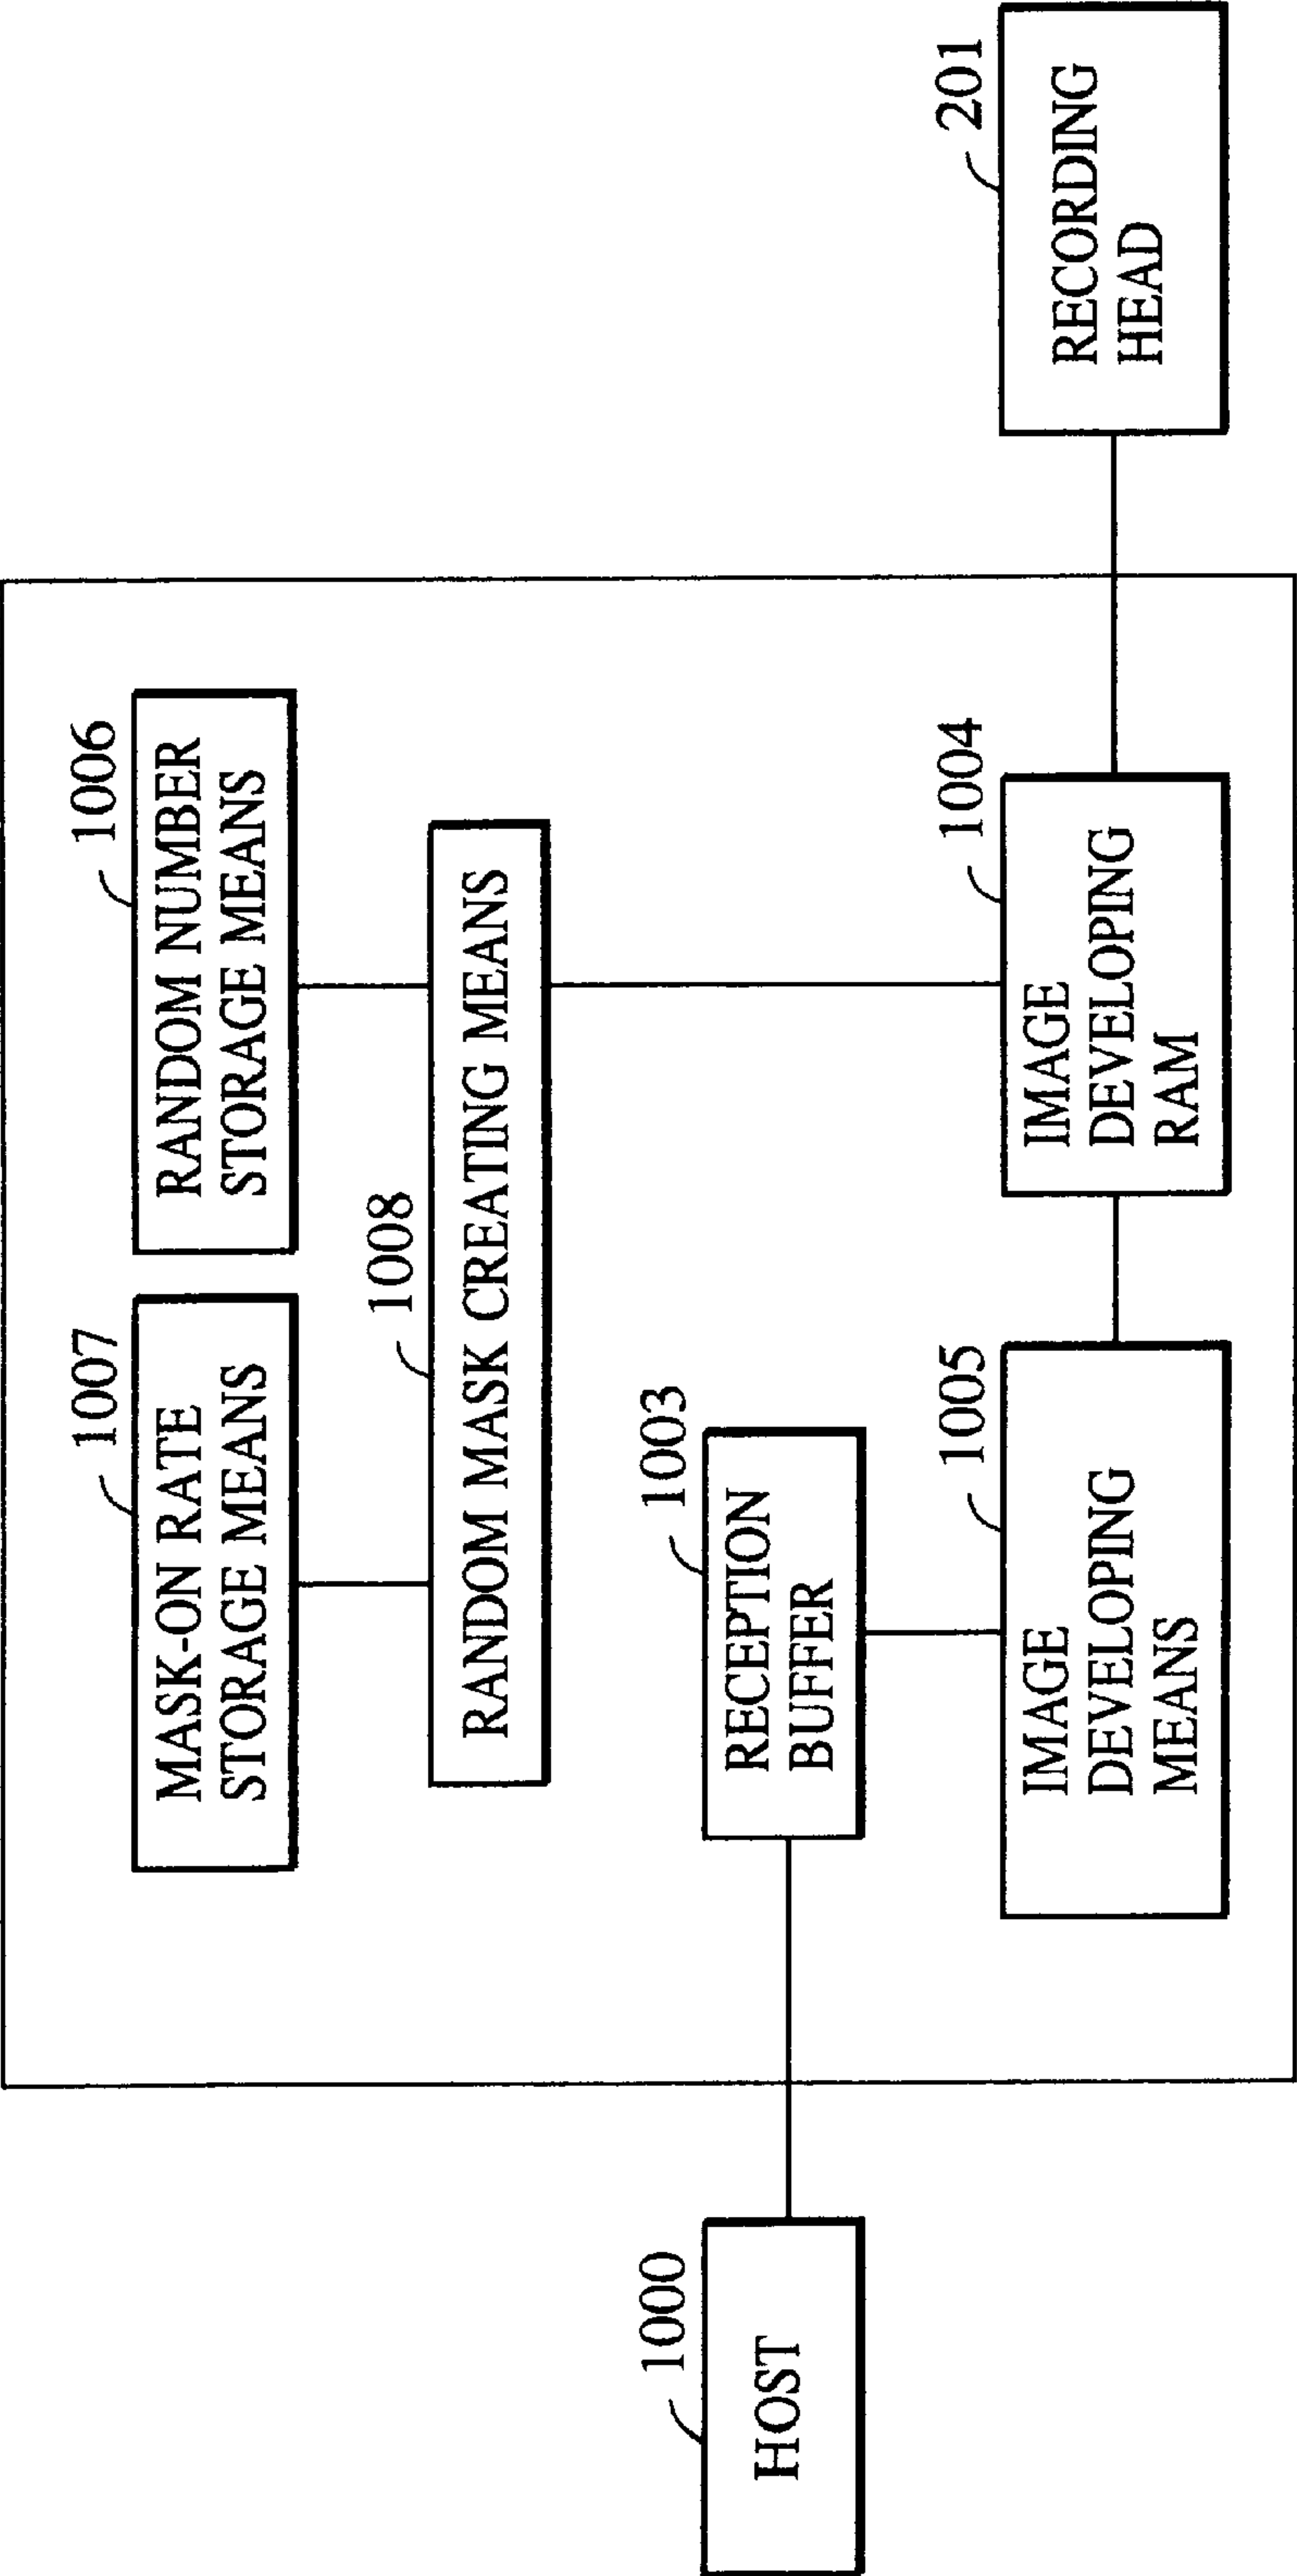 1007
MASK-ON RATE
STORAGE MEANS
1006
RANDOM NUMBER
STORAGE MEANS
1008
RANDOM MASK CREATING MEANS
1000
HOST
1003
RECEPTION
BUFFER
1005
IMAGE
DEVELOPING
MEANS
1004
IMAGE
DEVELOPING
RAM
201
RECORDING
HEAD